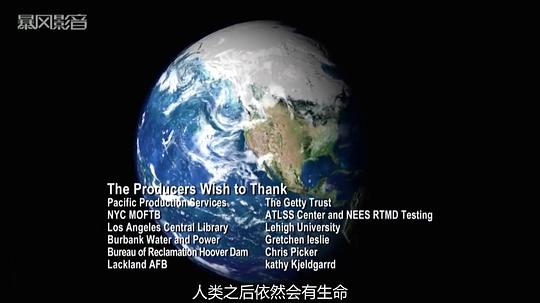 暴风影音
The Producers Wish to Thank
Pacific Production Services The Getty Trust
NYC MOFTB ATLSS Center and NEES RTMD Testing
Los Angeles Central Library Lehigh University
Burbank Water and Power Gretchen leslie
Bureau of Reclamation Hoover Dam Chris Picker
Lackland AFB kathy Kjeldgarrd
人类之后依然会有生命